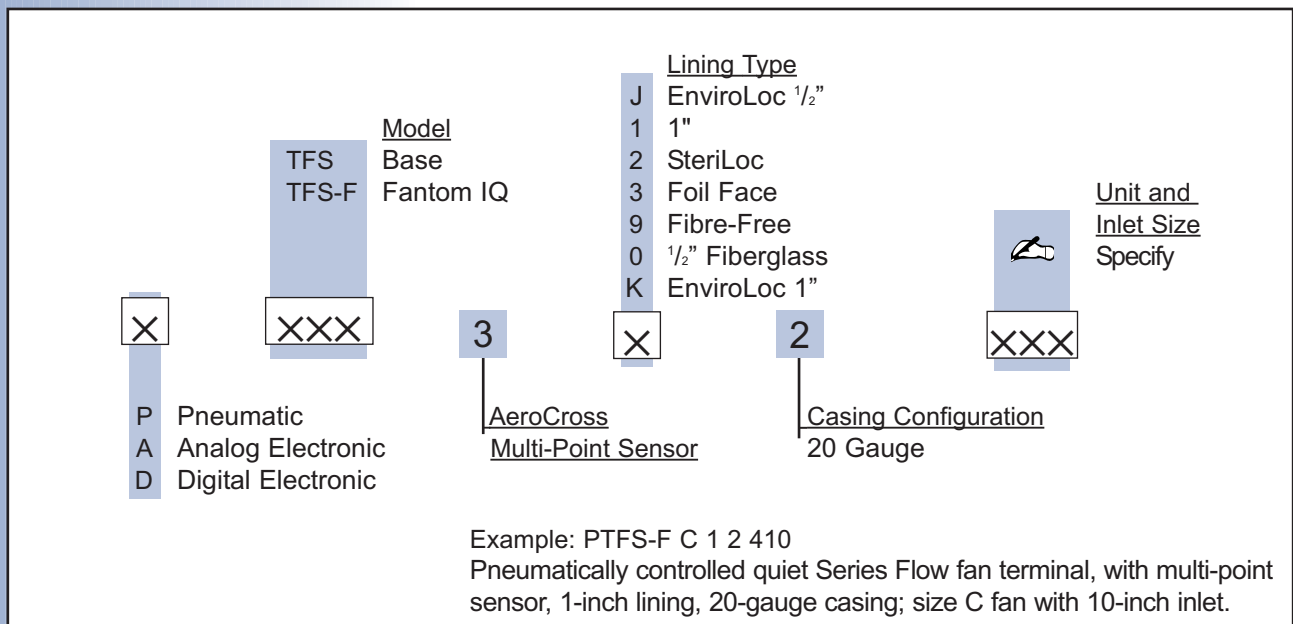 Lining Type
J EnviroLoc 1/2”
1 1"
2 SteriLoc
3 Foil Face
9 Fibre-Free
0 1/2” Fiberglass
K EnviroLoc 1”
Model
TFS Base
TFS-F Fantom IQ
Unit and
Inlet Size
Specify
X XXX 3 X 2 XXX
P Pneumatic
A Analog Electronic
D Digital Electronic
AeroCross
Multi-Point Sensor
Casing Configuration
20 Gauge
Example: PTFS-F C 1 2 410
Pneumatically controlled quiet Series Flow fan terminal, with multi-point
sensor, 1-inch lining, 20-gauge casing; size C fan with 10-inch inlet.